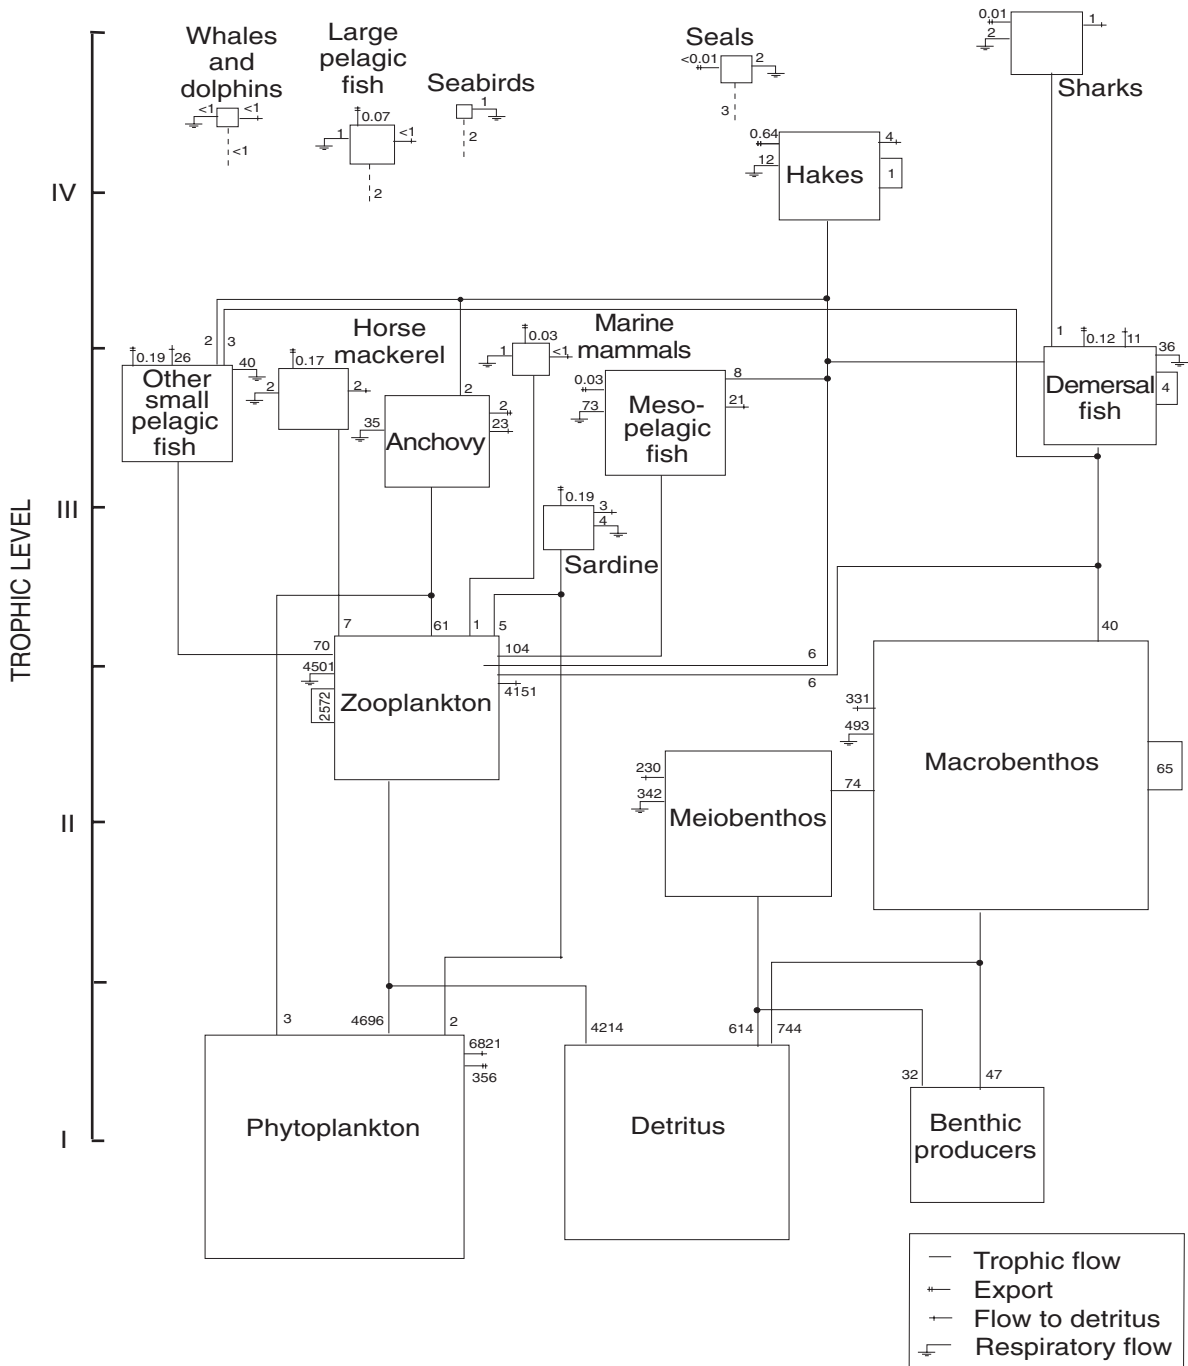 0.01
1
2
Sharks
Whales
and
dolphins
<1
<1
<1
Large
pelagic
fish
0.07
1
<1
2
Seabirds
1
2
Seals
<0.01
2
3
0.64
4
12
Hakes
1
IV
2
3
0.19
26
40
Other
small
pelagic
fish
Horse
mackerel
0.17
2
2
2
35
2
23
Anchovy
Marine
mammals
0.03
1
<1
0.03
8
73
21
Meso-
pelagic
fish
1
0.12
11
36
Demersal
fish
4
III
TROPHIC LEVEL
0.19
3
4
Sardine
7
61
1
5
70
104
6
6
4501
2572
4151
Zooplankton
40
331
493
Macrobenthos
65
230
342
74
Meiobenthos
II
3
4696
2
6821
356
4214
614
744
32
47
Phytoplankton
Detritus
Benthic
producers
I
Trophic flow
Export
Flow to detritus
Respiratory flow